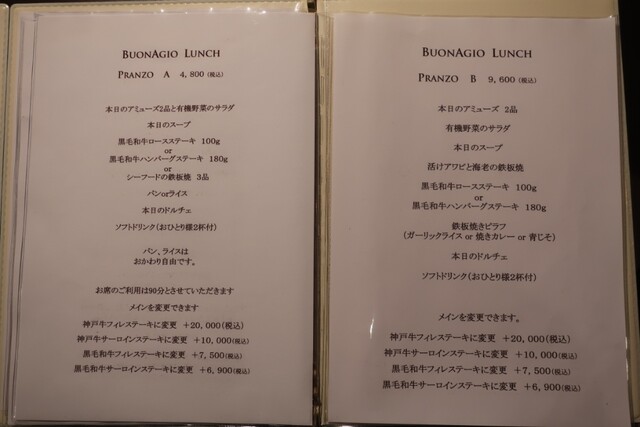 BUONAGIO LUNCH
PRANZO A 4,800 (税込)
本日のアミューズ2品と有機野菜のサラダ
本日のスープ
黒毛和牛ロースステーキ 100g
or
黒毛和牛ハンバーグステーキ 180g
or
シーフードの鉄板焼 3品
パンorライス
本日のドルチェ
ソフトドリンク(おひとり様2杯付)
パン、ライスは
おかわり自由です。
お席のご利用は90分とさせていただきます
メインを変更できます
神戸牛フィレステーキに変更 +20,000(税込)
神戸牛サーロインステーキに変更 +10,000(税込)
黒毛和牛フィレステーキに変更 +7,500(税込)
黒毛和牛サーロインステーキに変更 +6,900(税込)
BUONAGIO LUNCH
PRANZO B 9,600 (税込)
本日のアミューズ 2品
有機野菜のサラダ
本日のスープ
活けアワビと海老の鉄板焼
黒毛和牛ロースステーキ 100g
or
黒毛和牛ハンバーグステーキ 180g
鉄板焼きピラフ
(ガーリックライス or 焼きカレー or 青じそ)
本日のドルチェ
ソフトドリンク(おひとり様2杯付)
メインを変更できます。
神戸牛フィレステーキに変更 +20,000(税込)
神戸牛サーロインステーキに変更 +10,000(税込)
黒毛和牛フィレステーキに変更 +7,500(税込)
黒毛和牛サーロインステーキに変更 +6,900(税込)